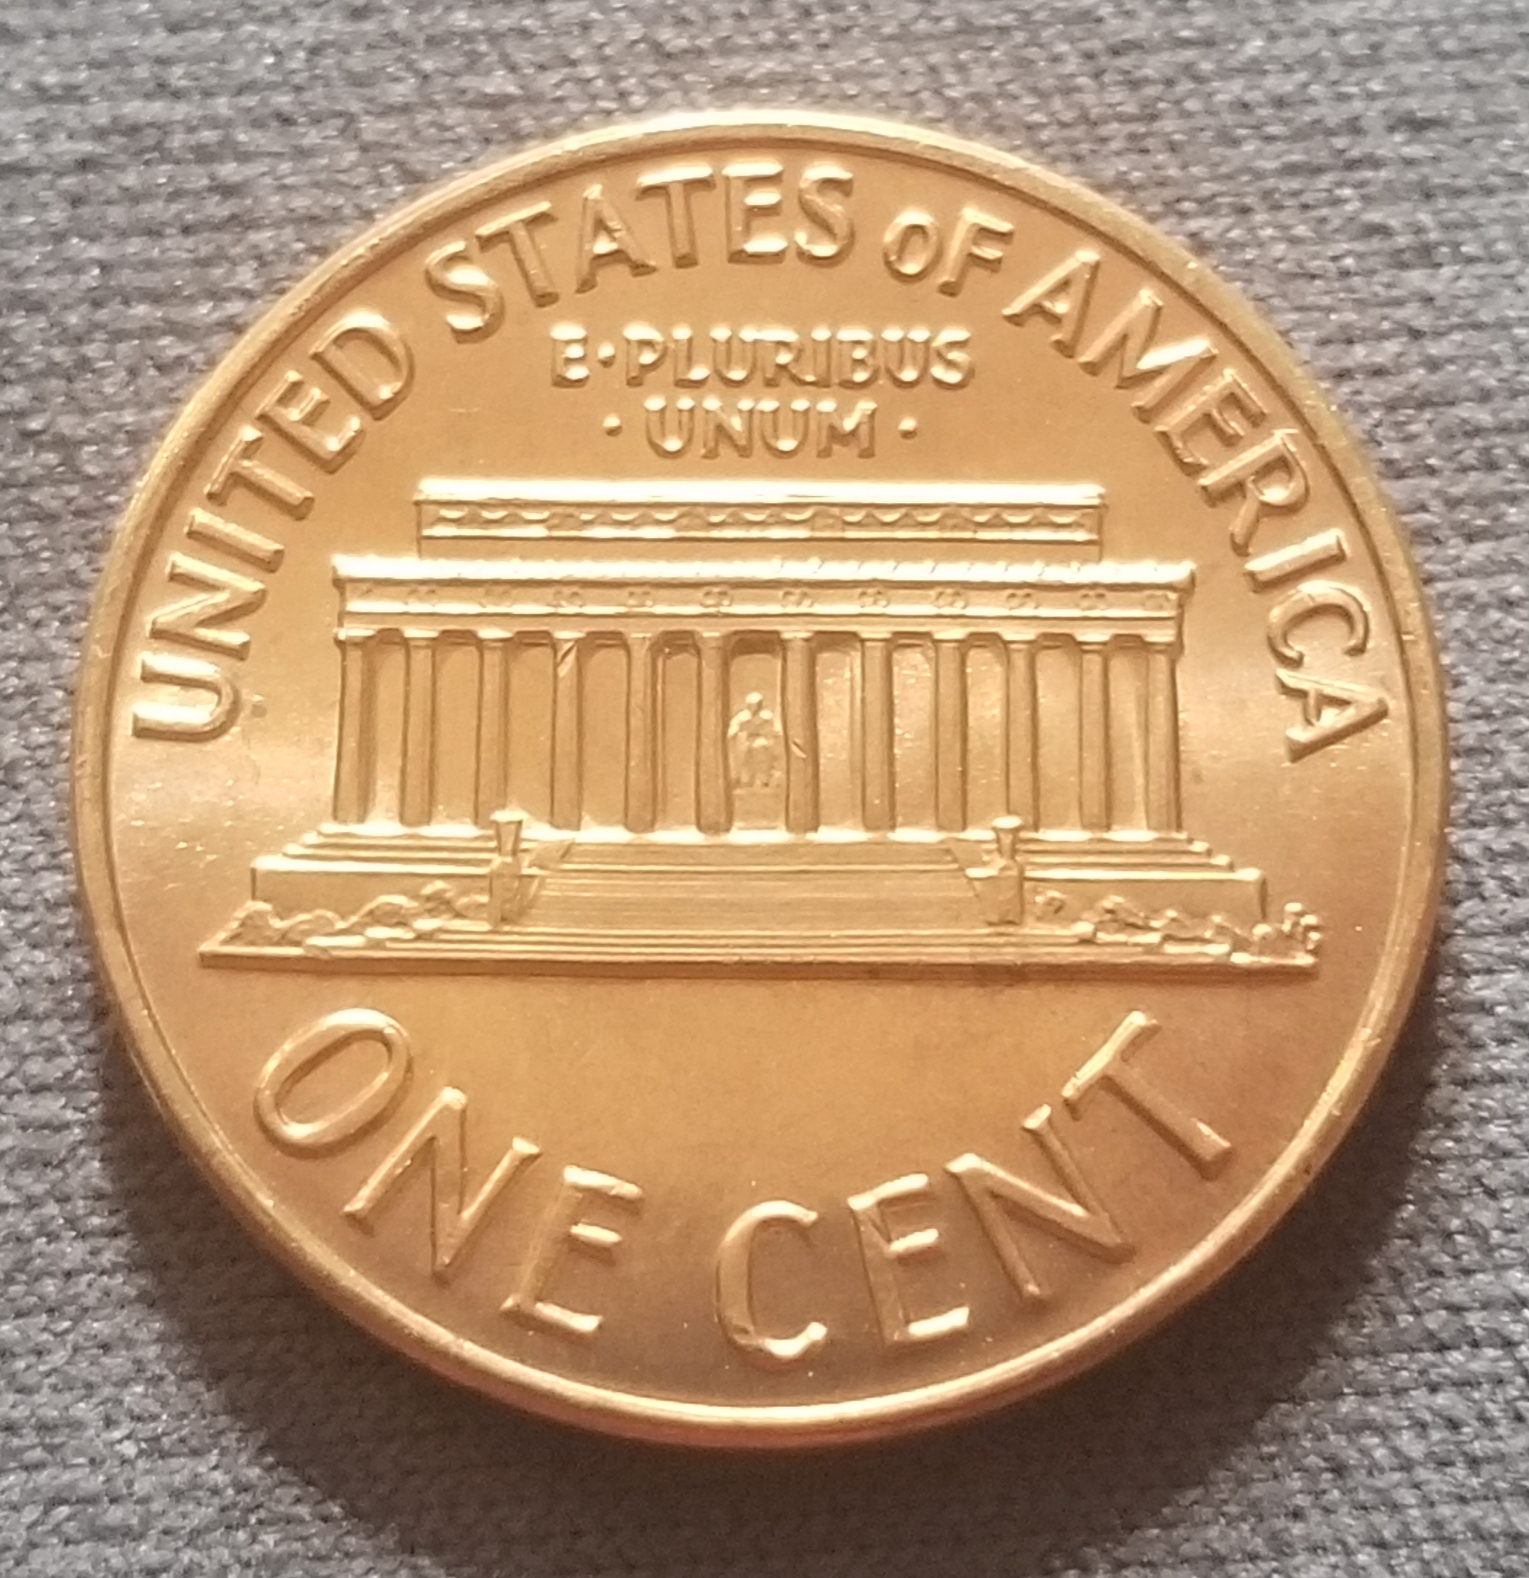 UNITED STATES oF AMERICA
E·PLURIBUS
· UNUM ·
ONE CENT